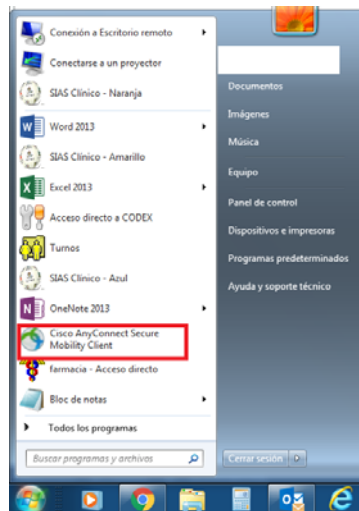 Conexión a Escritorio remoto
Conectarse a un proyector
SIAS Clínico - Naranja
Word 2013
SIAS Clínico - Amarillo
Excel 2013
Acceso directo a CODEX
Turnos
SIAS Clínico - Azul
OneNote 2013
Cisco AnyConnect Secure
Mobility Client
farmacia - Acceso directo
Bloc de notas
Todos los programas
Buscar programas y archivos
Documentos
Imágenes
Música
Equipo
Panel de control
Dispositivos e impresoras
Programas predeterminados
Ayuda y soporte técnico
Cerrar sesión